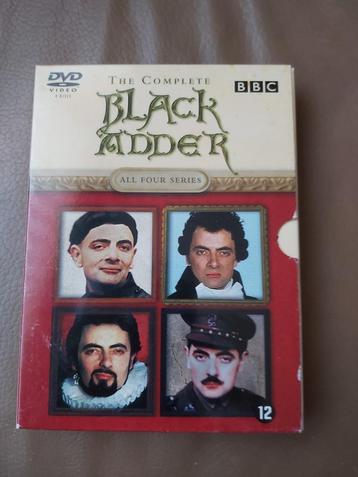 DVD
VIDEO
THE COMPLETE
BBC
BLACK
ADDER
ALL FOUR SERIES
12